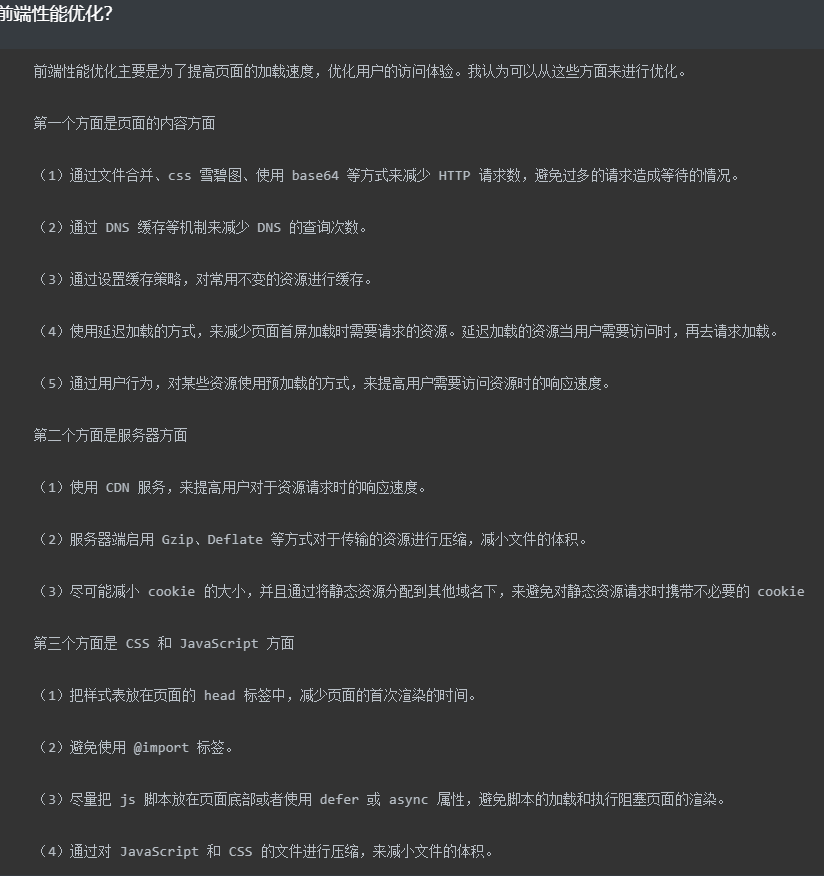 前端性能优化？
前端性能优化主要是为了提高页面的加载速度，优化用户的访问体验。我认为可以从这些方面来进行优化。
第一个方面是页面的内容方面
（1）通过文件合并、css 雪碧图、使用 base64 等方式来减少 HTTP 请求数，避免过多的请求造成等待的情况。
（2）通过 DNS 缓存等机制来减少 DNS 的查询次数。
（3）通过设置缓存策略，对常用不变的资源进行缓存。
（4）使用延迟加载的方式，来减少页面首屏加载时需要请求的资源。延迟加载的资源当用户需要访问时，再去请求加载。
（5）通过用户行为，对某些资源使用预加载的方式，来提高用户需要访问资源时的响应速度。
第二个方面是服务器方面
（1）使用 CDN 服务，来提高用户对于资源请求时的响应速度。
（2）服务器端启用 Gzip、Deflate 等方式对于传输的资源进行压缩，减小文件的体积。
（3）尽可能减小 cookie 的大小，并且通过将静态资源分配到其他域名下，来避免对静态资源请求时携带不必要的 cookie
第三个方面是 CSS 和 JavaScript 方面
（1）把样式表放在页面的 head 标签中，减少页面的首次渲染的时间。
（2）避免使用 @import 标签。
（3）尽量把 js 脚本放在页面底部或者使用 defer 或 async 属性，避免脚本的加载和执行阻塞页面的渲染。
（4）通过对 JavaScript 和 CSS 的文件进行压缩，来减小文件的体积。